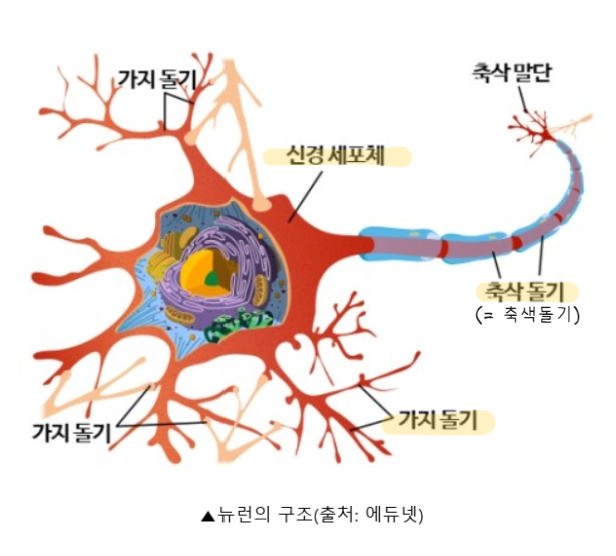 가지 돌기
축삭 말단
신경 세포체
축삭 돌기
(= 축색돌기)
가지 돌기
가지 돌기
▲뉴런의 구조(출처: 에듀넷)